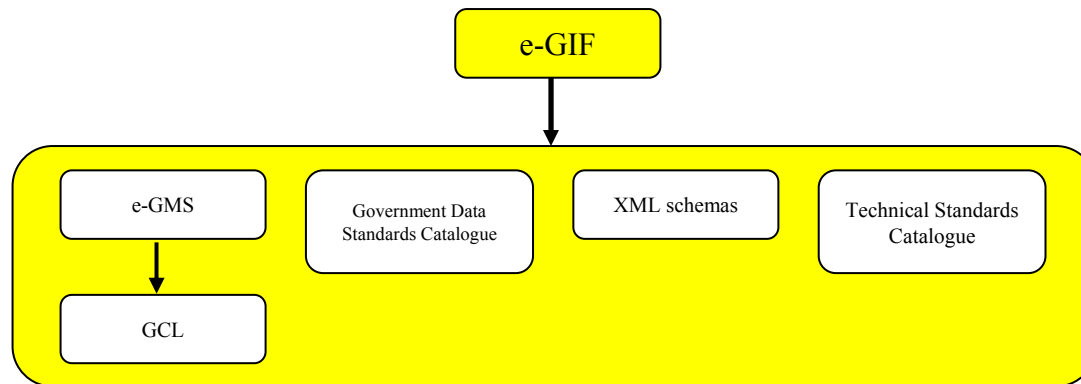 e-GIF
e-GMS
Government Data
Standards Catalogue
XML schemas
Technical Standards
Catalogue
GCL